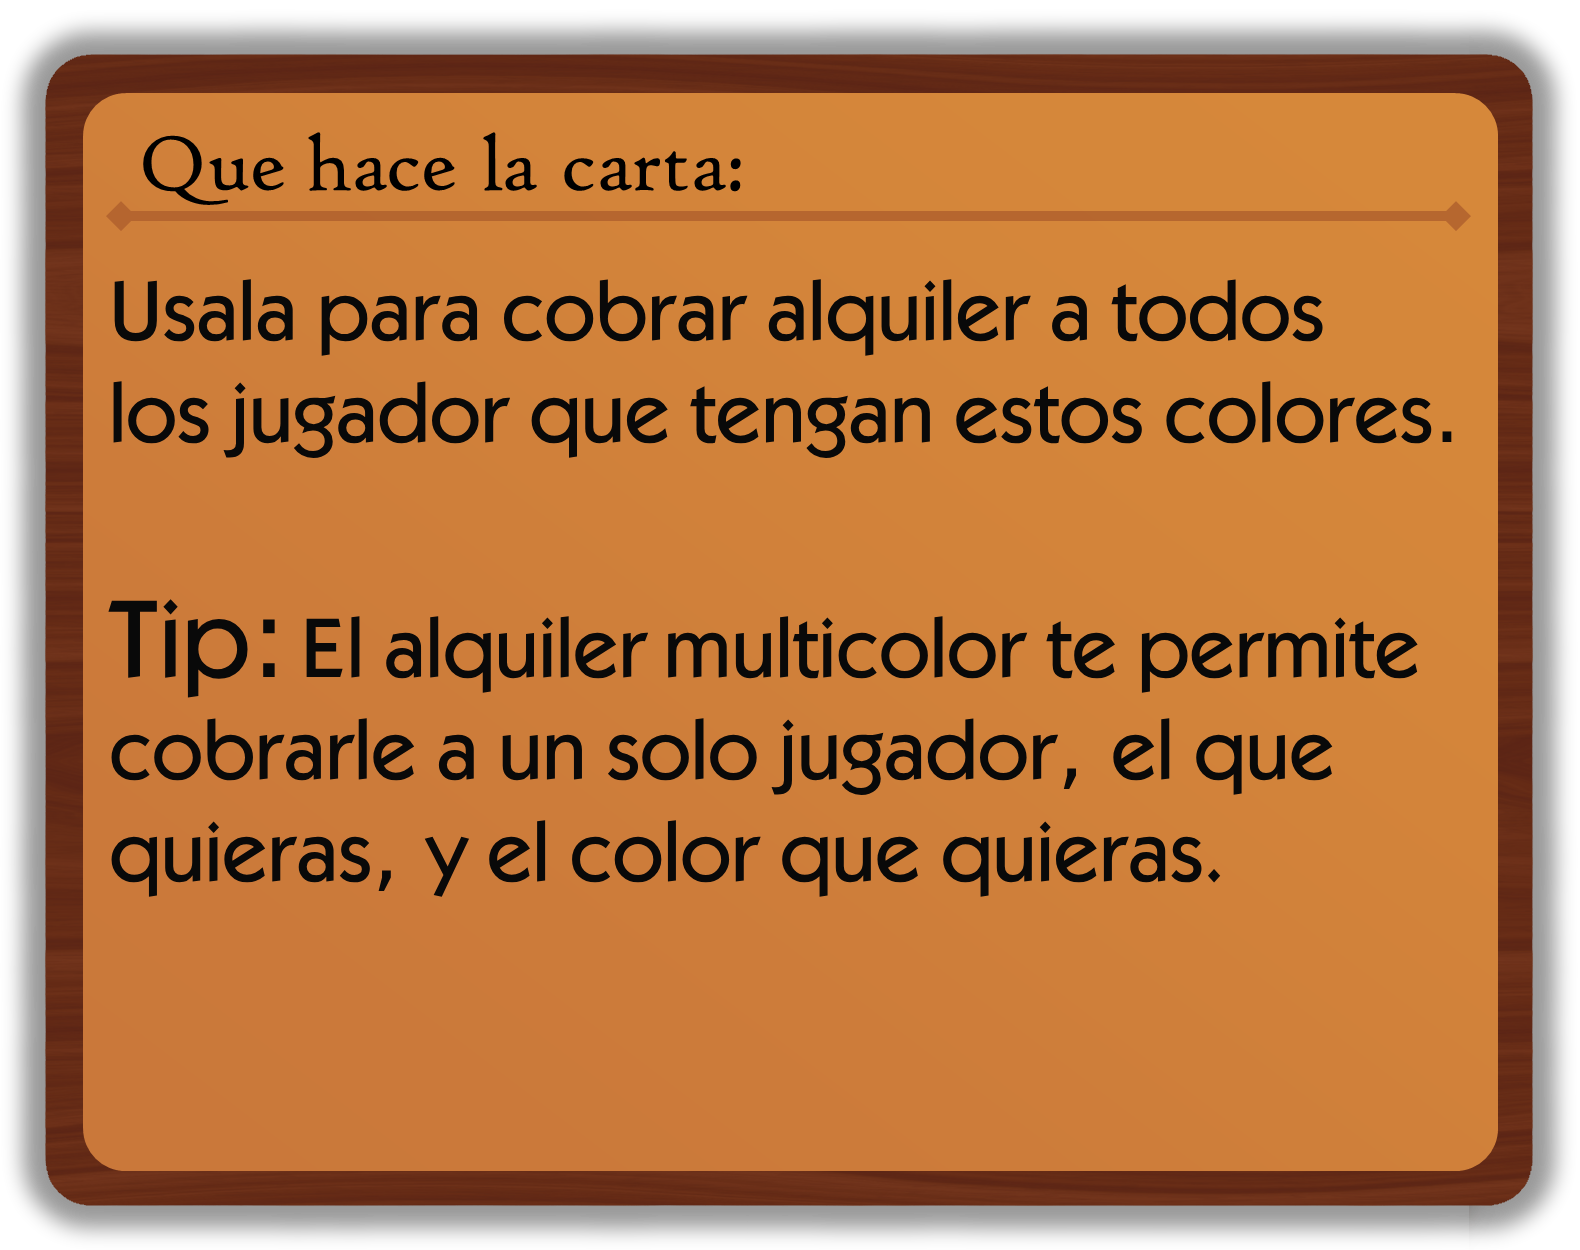 Que hace la carta:
Usala para cobrar alquiler a todos
los jugador que tengan estos colores.
Tip: El alquiler multicolor te permite
cobrarle a un solo jugador, el que
quieras, y el color que quieras.